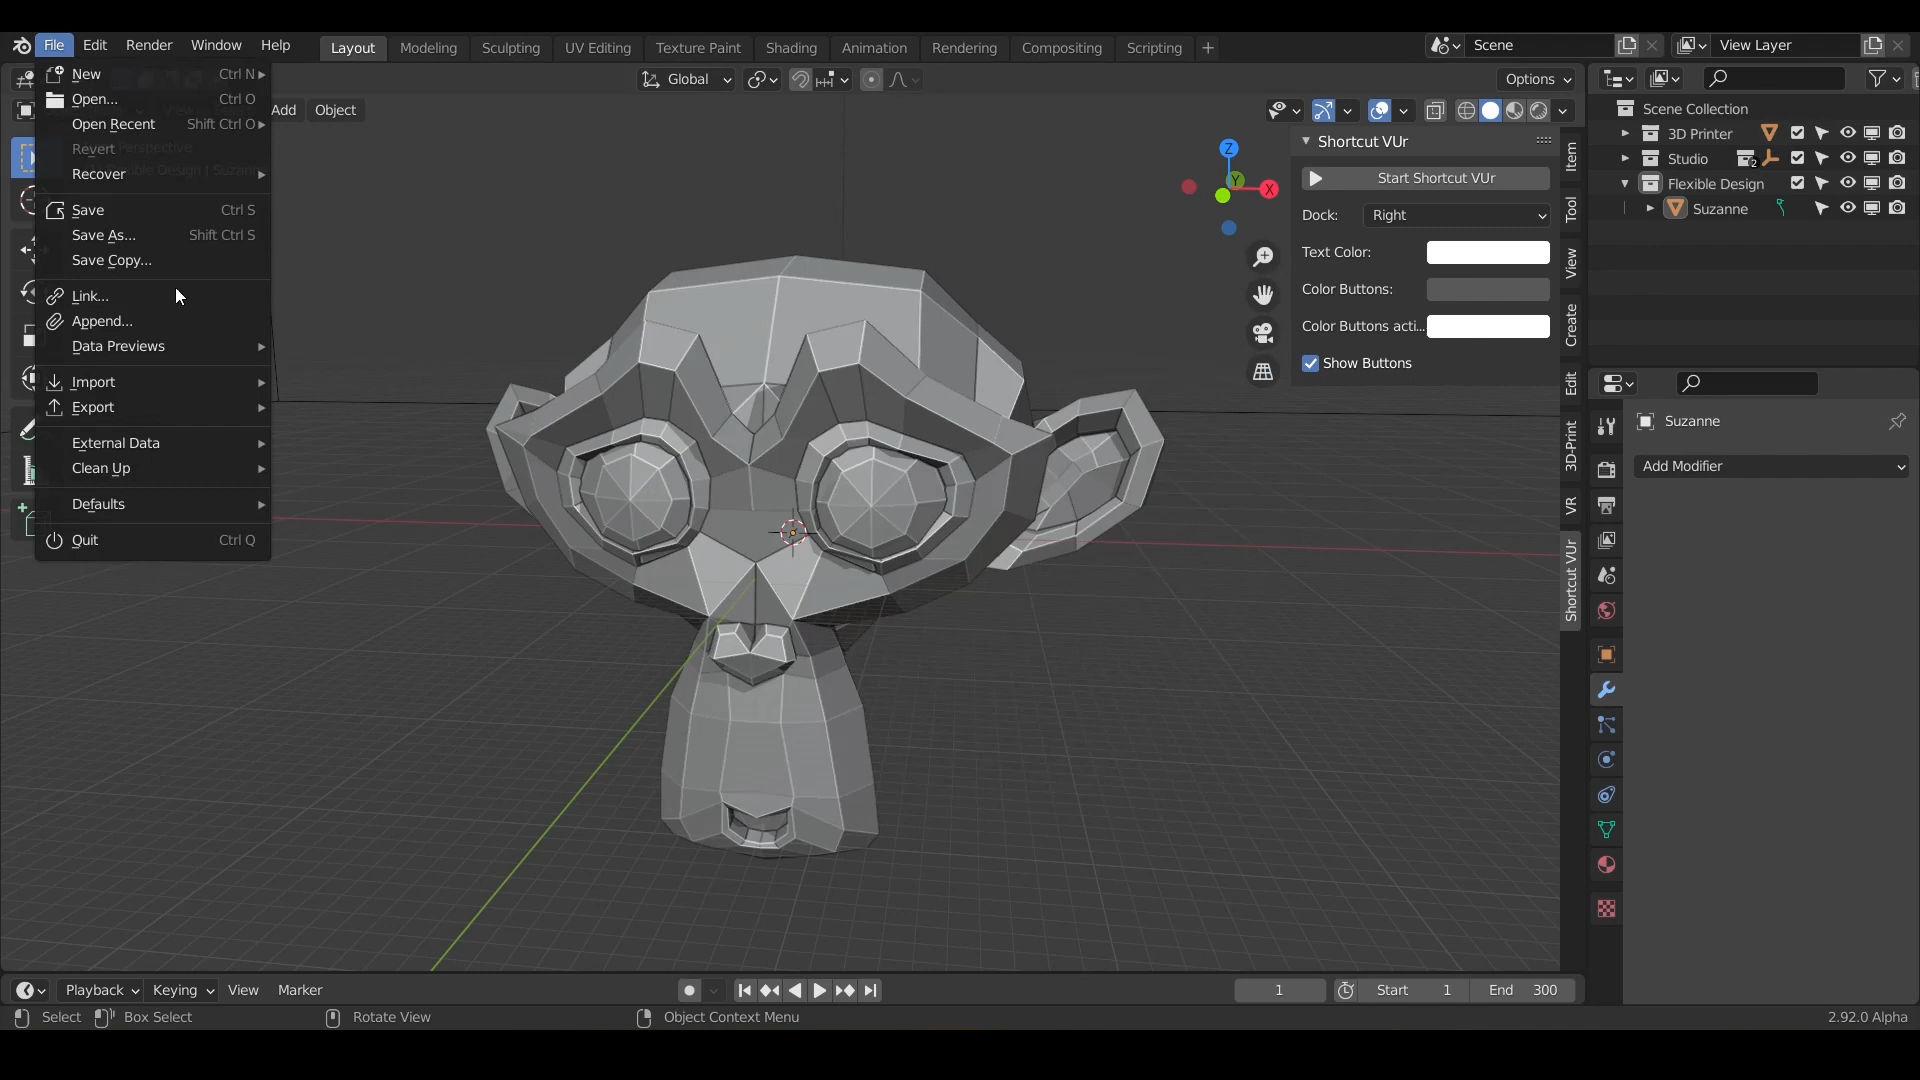 File Edit Render Window Help Layout Modeling Sculpting UV Editing Texture Paint Shading Animation Rendering Compositing Scripting + Scene View Layer
New Ctrl N
Open... Ctrl O
Open Recent Shift Ctrl O
Revert
Recover
Save Ctrl S
Save As... Shift Ctrl S
Save Copy...
Link...
Append...
Data Previews
Import
Export
External Data
Clean Up
Defaults
Quit Ctrl Q
Global
Options
Add Object
Perspective
Z
Y
X
Shortcut VUr
Start Shortcut VUr
Dock: Right
Text Color:
Color Buttons:
Color Buttons acti...
Show Buttons
Item
Tool
View
Create
Edit
3D-Print
VR
Shortcut VUr
Scene Collection
3D Printer
Studio 2
Flexible Design
Suzanne
Suzanne
Add Modifier
Playback Keying View Marker 1 Start 1 End 300
Select Box Select Rotate View Object Context Menu 2.92.0 Alpha